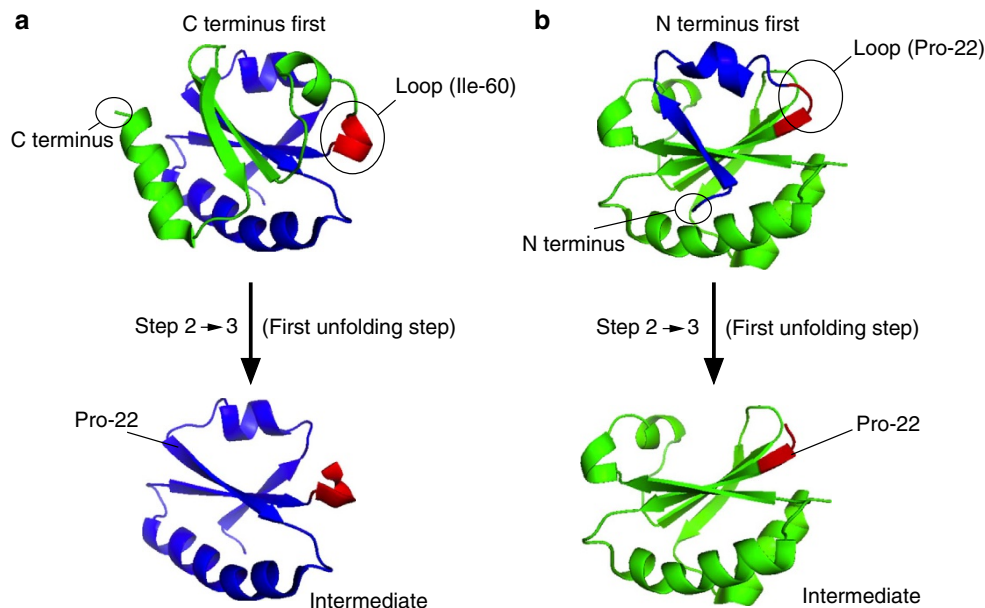 a
C terminus first
Loop (Ile-60)
C terminus
Step 2 → 3 (First unfolding step)
Pro-22
Intermediate
b
N terminus first
Loop (Pro-22)
N terminus
Step 2 → 3 (First unfolding step)
Pro-22
Intermediate